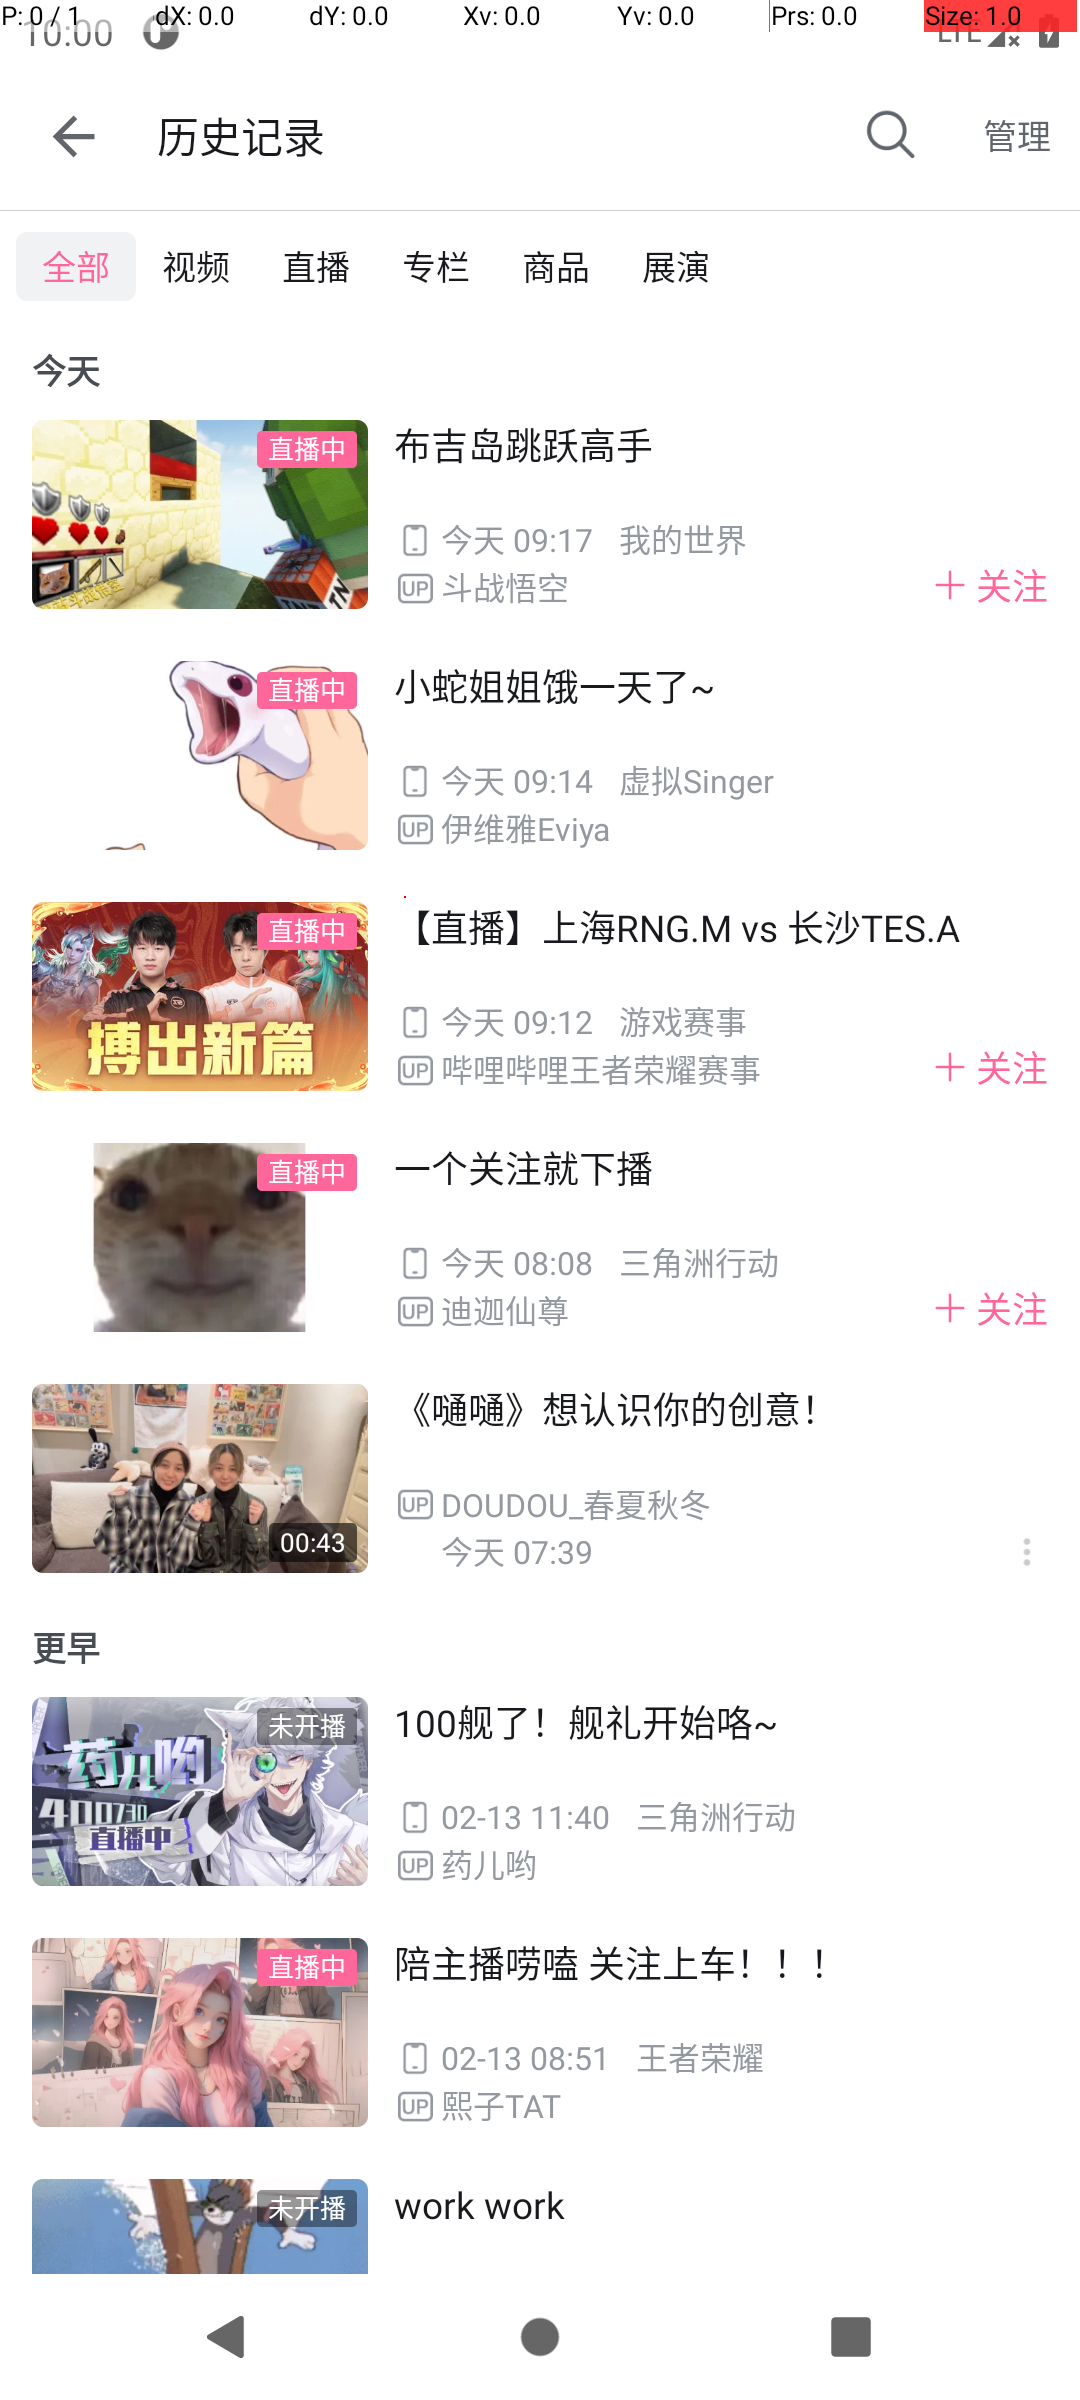 P: 0 / 1 dX: 0.0 dY: 0.0 Xv: 0.0 Yv: 0.0 Prs: 0.0 Size: 1.0
10:00 LTE
历史记录 管理
全部 视频 直播 专栏 商品 展演
今天
直播中
布吉岛跳跃高手
今天 09:17 我的世界
UP 斗战悟空
+ 关注
直播中
小蛇姐姐饿一天了~
今天 09:14 虚拟Singer
UP 伊维雅Eviya
直播中
搏出新篇
【直播】上海RNG.M vs 长沙TES.A
今天 09:12 游戏赛事
UP 哔哩哔哩王者荣耀赛事
+ 关注
直播中
一个关注就下播
今天 08:08 三角洲行动
UP 迪迦仙尊
+ 关注
00:43
《嗵嗵》想认识你的创意！
UP DOUDOU_春夏秋冬
今天 07:39
更早
未开播
药儿哟
400730
直播中
100舰了！舰礼开始咯~
02-13 11:40 三角洲行动
UP 药儿哟
直播中
陪主播唠嗑 关注上车！！！
02-13 08:51 王者荣耀
UP 熙子TAT
未开播
work work